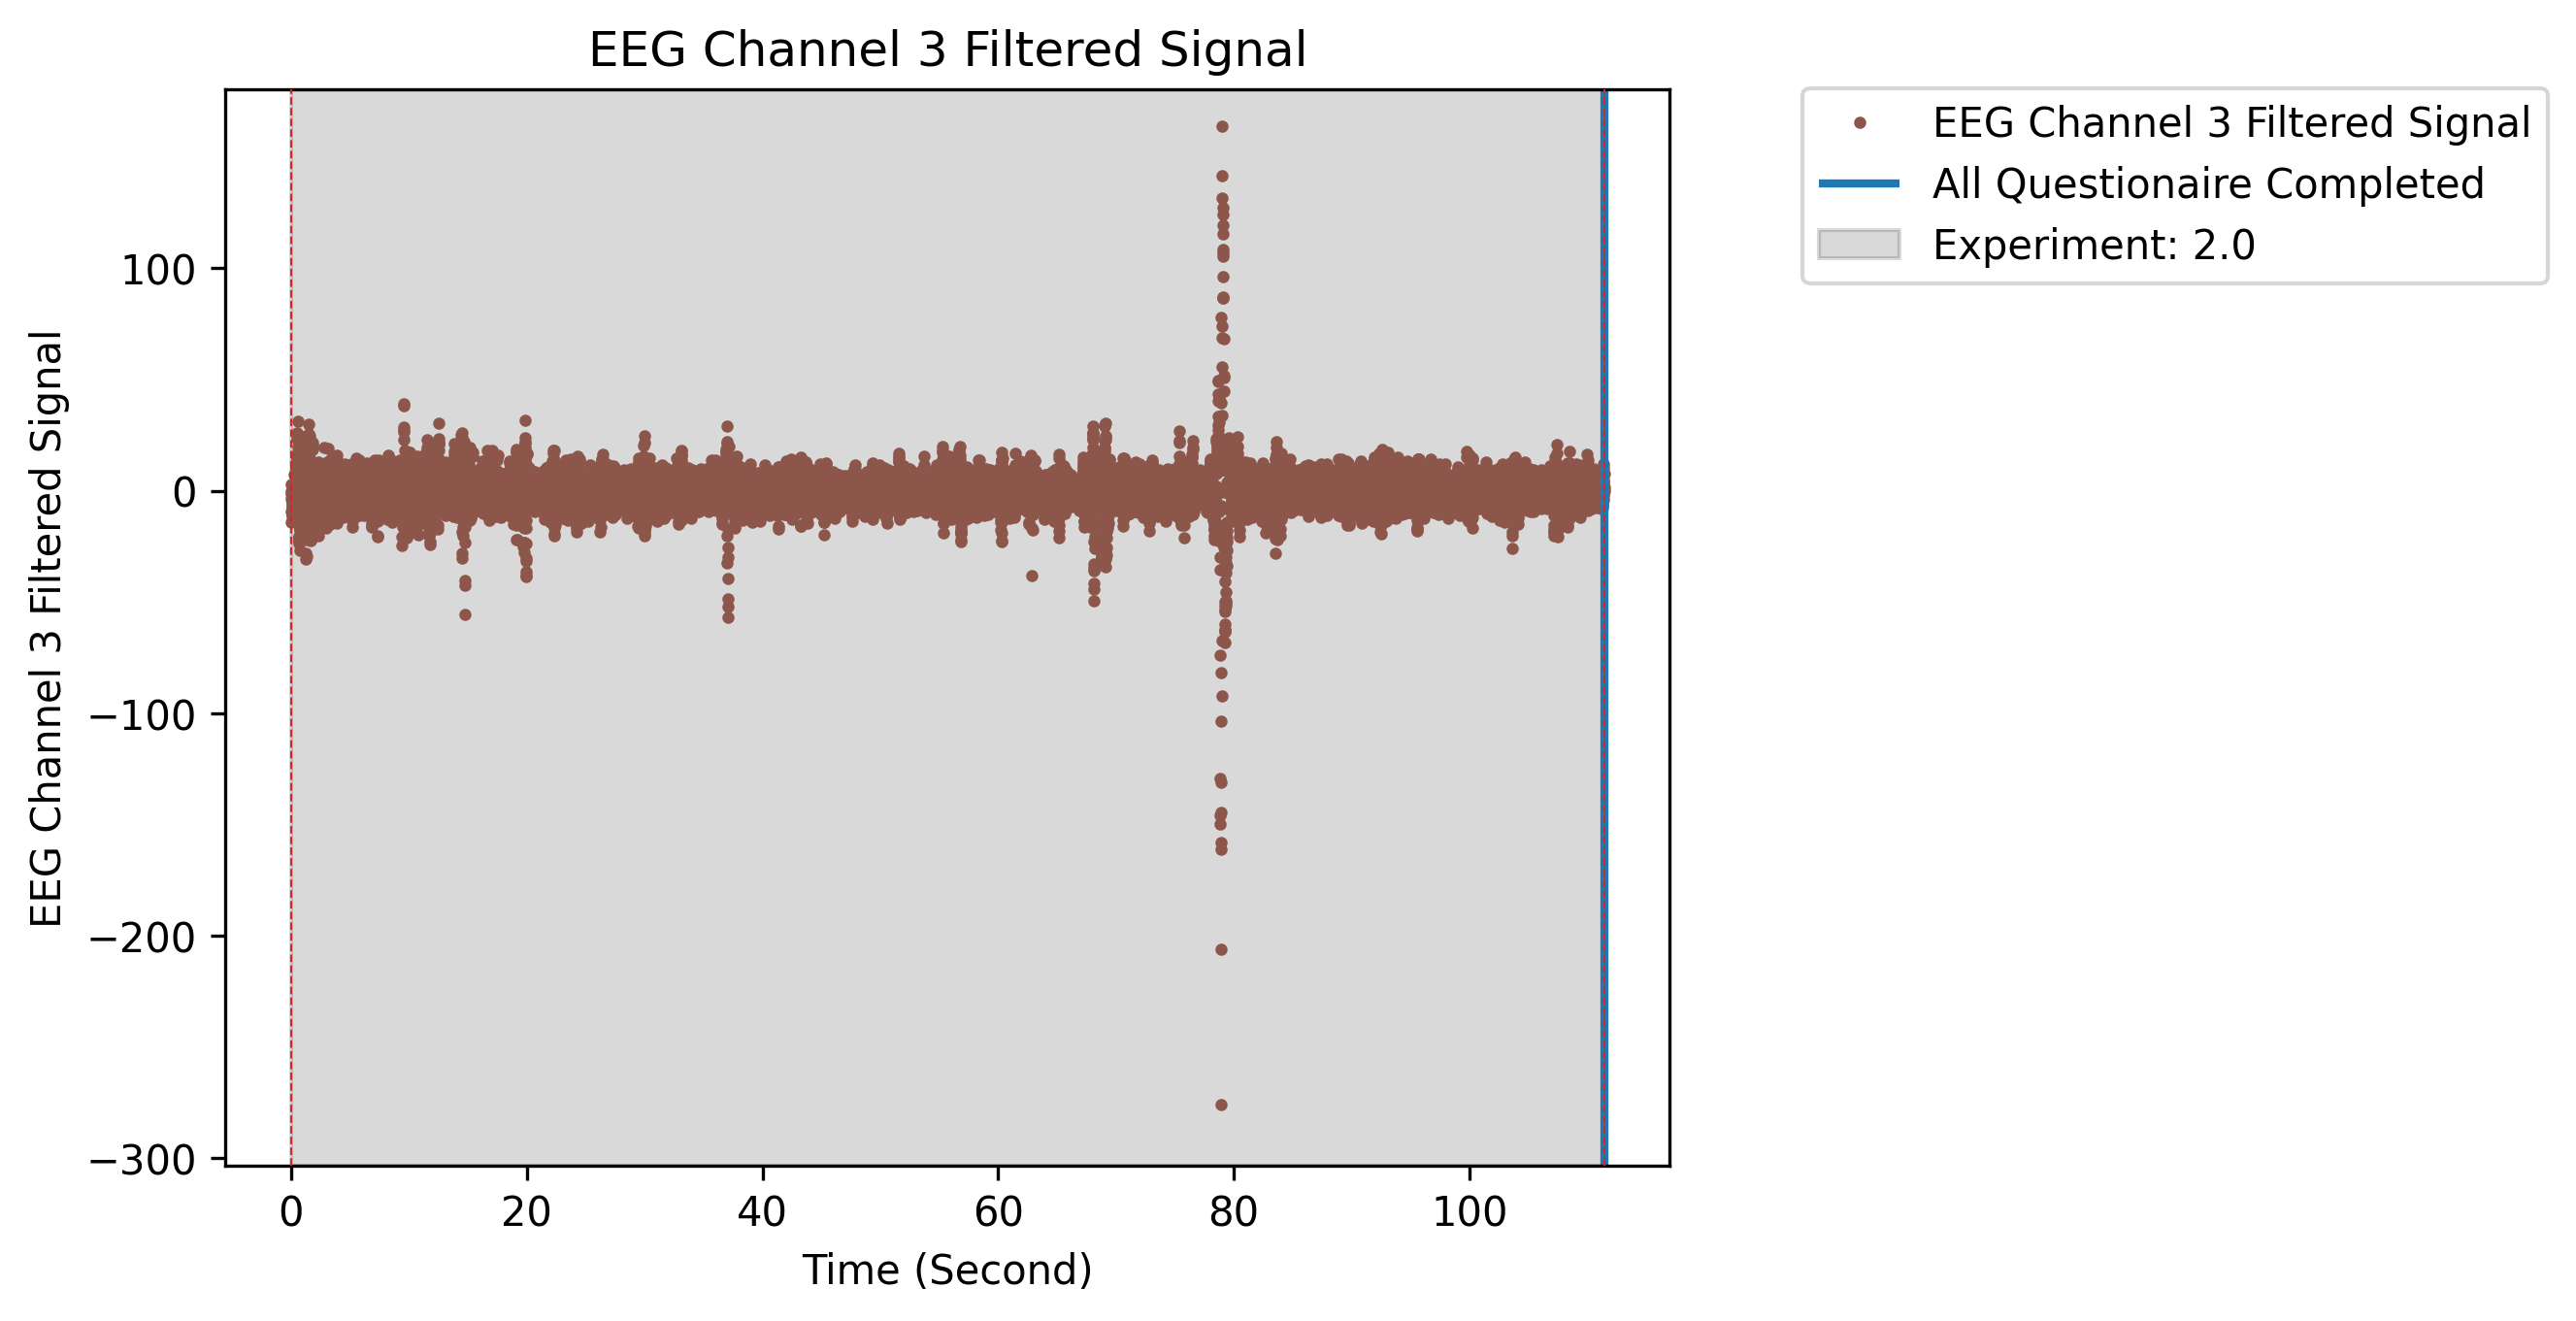 EEG Channel 3 Filtered Signal
EEG Channel 3 Filtered Signal
All Questionaire Completed
Experiment: 2.0
EEG Channel 3 Filtered Signal
100
0
−100
−200
−300
0 20 40 60 80 100
Time (Second)